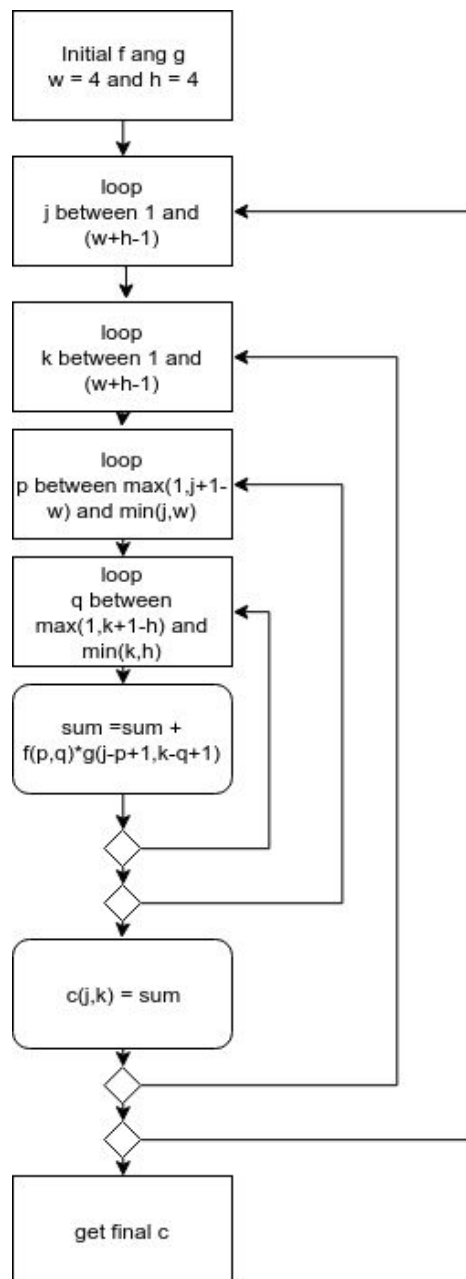 Initial f ang g
w = 4 and h = 4
loop
j between 1 and
(w+h-1)
loop
k between 1 and
(w+h-1)
loop
p between max(1,j+1-
w) and min(j,w)
loop
q between
max(1,k+1-h) and
min(k,h)
sum =sum +
f(p,q)*g(j-p+1,k-q+1)
c(j,k) = sum
get final c